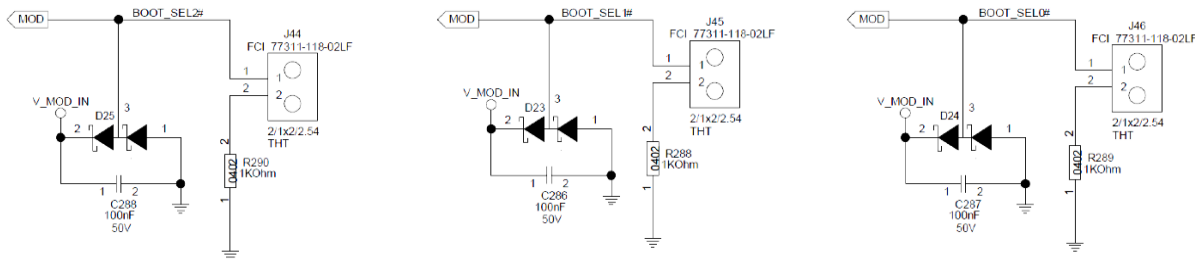 MOD
BOOT_SEL2#
J44
FCI 77311-118-02LF
1
1
2
2
V_MOD_IN
D25
3
2
1
2/1x2/2.54
THT
2
0402
R290
1KOhm
1
1
2
C288
100nF
50V
MOD
BOOT_SEL1#
J45
FCI 77311-118-02LF
1
1
2
2
V_MOD_IN
D23
3
2
1
2/1x2/2.54
THT
2
0402
R288
1KOhm
1
1
2
C286
100nF
50V
MOD
BOOT_SEL0#
J46
FCI 77311-118-02LF
1
1
2
2
V_MOD_IN
D24
3
2
1
2/1x2/2.54
THT
2
0402
R289
1KOhm
1
1
2
C287
100nF
50V